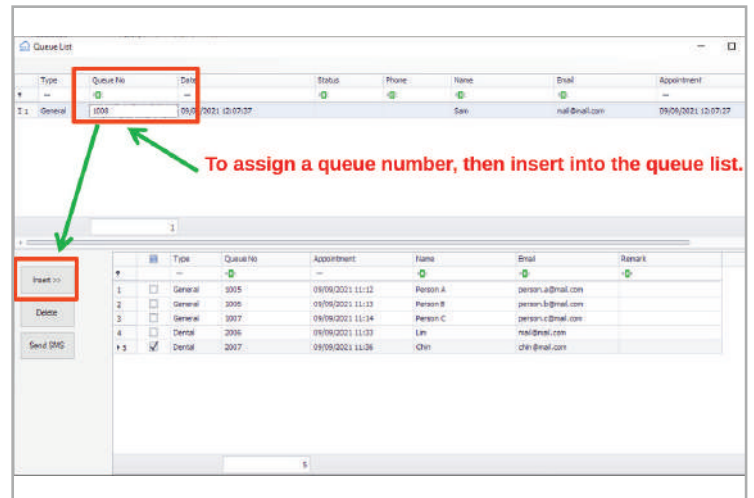 Queue List
Type Queue No Date Status Phone Name Email Appointment
1 General 1008 09/09/2021 12:07:37 Sam mail@mail.com 09/09/2021 12:07:27
To assign a queue number, then insert into the queue list.
1
Type Queue No Appointment Name Email Remark
Insert >>
Delete
Send SMS
1 General 1005 09/09/2021 11:12 Person A person.a@mail.com
2 General 1006 09/09/2021 11:13 Person B person.b@mail.com
3 General 1007 09/09/2021 11:14 Person C person.c@mail.com
4 Dental 2006 09/09/2021 11:33 Lim mail@mail.com
5 Dental 2007 09/09/2021 11:36 Chin chin@mail.com
5